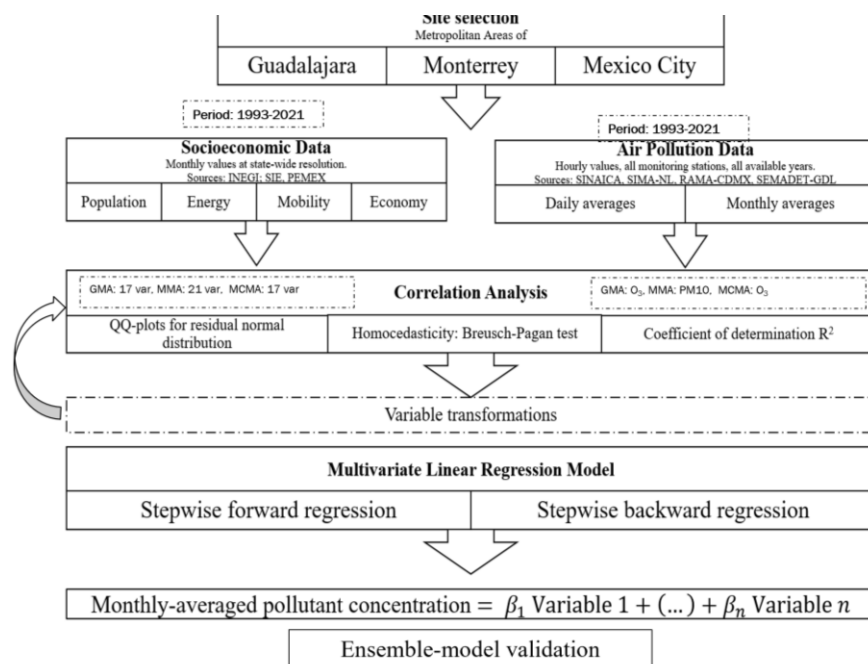 Site selection
Metropolitan Areas of
Guadalajara Monterrey Mexico City
Period: 1993-2021
Socioeconomic Data
Monthly values at state-wide resolution.
Sources: INEGI; SIE, PEMEX
Population Energy Mobility Economy
Period: 1993-2021
Air Pollution Data
Hourly values, all monitoring stations, all available years.
Sources: SINAICA, SIMA-NL, RAMA-CDMX, SEMADET-GDL
Daily averages Monthly averages
GMA: 17 var, MMA: 21 var, MCMA: 17 var
Correlation Analysis
GMA: O₃, MMA: PM10, MCMA: O₃
QQ-plots for residual normal
distribution
Homocedasticity: Breusch-Pagan test
Coefficient of determination R²
Variable transformations
Multivariate Linear Regression Model
Stepwise forward regression Stepwise backward regression
Monthly-averaged pollutant concentration = β₁ Variable 1 + (...) + βₙ Variable n
Ensemble-model validation